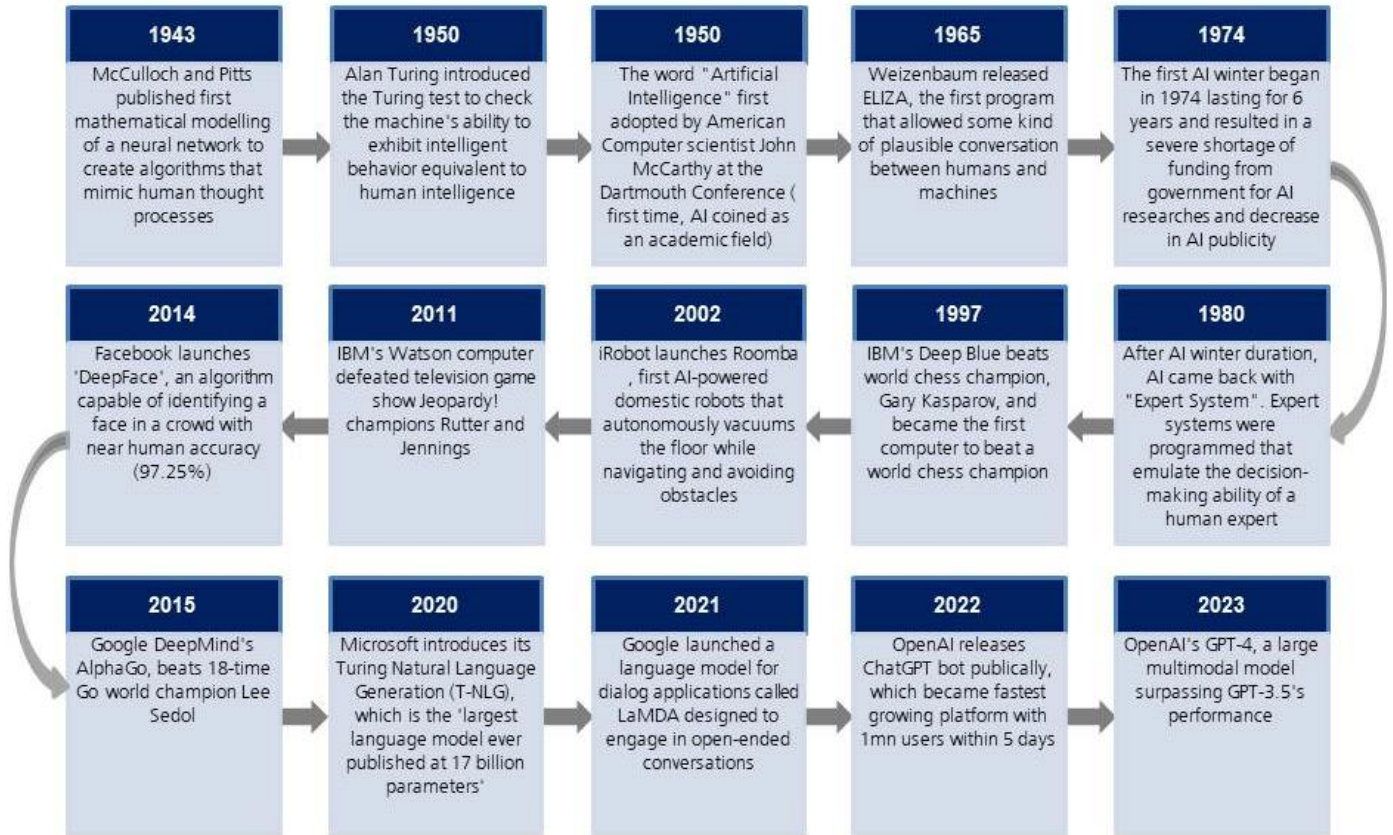 1943
McCulloch and Pitts
published first
mathematical modelling
of a neural network to
create algorithms that
mimic human thought
processes
1950
Alan Turing introduced
the Turing test to check
the machine's ability to
exhibit intelligent
behavior equivalent to
human intelligence
1950
The word "Artificial
Intelligence" first
adopted by American
Computer scientist John
McCarthy at the
Dartmouth Conference (
first time, AI coined as
an academic field)
1965
Weizenbaum released
ELIZA, the first program
that allowed some kind
of plausible conversation
between humans and
machines
1974
The first AI winter began
in 1974 lasting for 6
years and resulted in a
severe shortage of
funding from
government for AI
researches and decrease
in AI publicity
1980
After AI winter duration,
AI came back with
"Expert System". Expert
systems were
programmed that
emulate the decision-
making ability of a
human expert
1997
IBM's Deep Blue beats
world chess champion,
Gary Kasparov, and
became the first
computer to beat a
world chess champion
2002
iRobot launches Roomba
, first AI-powered
domestic robots that
autonomously vacuums
the floor while
navigating and avoiding
obstacles
2011
IBM's Watson computer
defeated television game
show Jeopardy!
champions Rutter and
Jennings
2014
Facebook launches
'DeepFace', an algorithm
capable of identifying a
face in a crowd with
near human accuracy
(97.25%)
2015
Google DeepMind's
AlphaGo, beats 18-time
Go world champion Lee
Sedol
2020
Microsoft introduces its
Turing Natural Language
Generation (T-NLG),
which is the 'largest
language model ever
published at 17 billion
parameters'
2021
Google launched a
language model for
dialog applications called
LaMDA designed to
engage in open-ended
conversations
2022
OpenAI releases
ChatGPT bot publically,
which became fastest
growing platform with
1mn users within 5 days
2023
OpenAI's GPT-4, a large
multimodal model
surpassing GPT-3.5's
performance